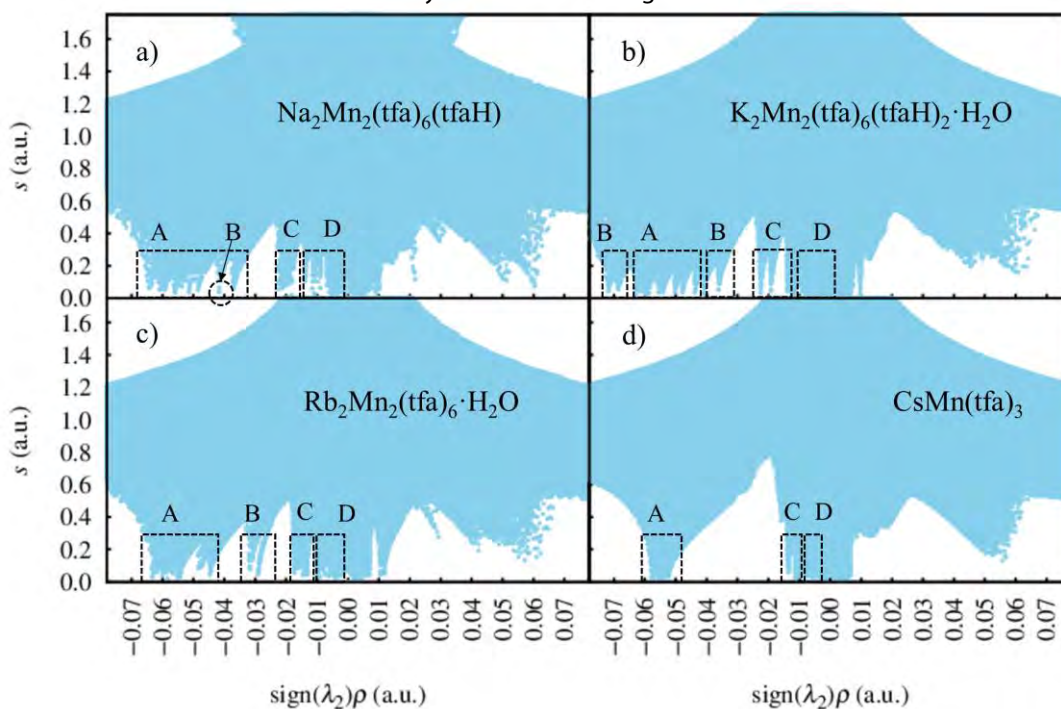 a)
Na₂Mn₂(tfa)₆(tfaH)
A
B
C
D
s (a.u.)
1.6
1.4
1.2
1.0
0.8
0.6
0.4
0.2
0.0
b)
K₂Mn₂(tfa)₆(tfaH)₂·H₂O
B
A
B
C
D
c)
Rb₂Mn₂(tfa)₆·H₂O
A
B
C
D
s (a.u.)
1.6
1.4
1.2
1.0
0.8
0.6
0.4
0.2
0.0
d)
CsMn(tfa)₃
A
C
D
−0.07
−0.06
−0.05
−0.04
−0.03
−0.02
−0.01
0.00
0.01
0.02
0.03
0.04
0.05
0.06
0.07
−0.07
−0.06
−0.05
−0.04
−0.03
−0.02
−0.01
0.00
0.01
0.02
0.03
0.04
0.05
0.06
0.07
sign(λ₂)ρ (a.u.)
sign(λ₂)ρ (a.u.)